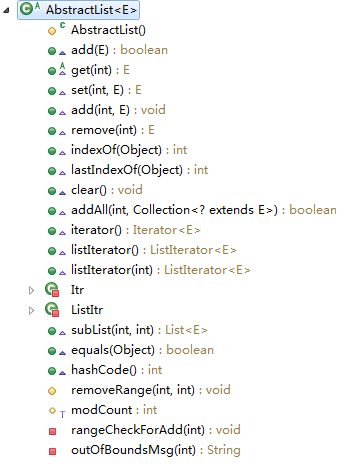 AbstractList<E>
AbstractList()
add(E) : boolean
get(int) : E
set(int, E) : E
add(int, E) : void
remove(int) : E
indexOf(Object) : int
lastIndexOf(Object) : int
clear() : void
addAll(int, Collection<? extends E>) : boolean
iterator() : Iterator<E>
listIterator() : ListIterator<E>
listIterator(int) : ListIterator<E>
Itr
ListItr
subList(int, int) : List<E>
equals(Object) : boolean
hashCode() : int
removeRange(int, int) : void
modCount : int
rangeCheckForAdd(int) : void
outOfBoundsMsg(int) : String